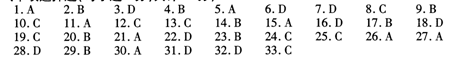 1. A 2. B 3. D 4. B 5. A 6. D 7. D 8. C 9. B
10. C 11. A 12. C 13. C 14. B 15. A 16. D 17. B 18. D
19. C 20. B 21. A 22. D 23. B 24. C 25. C 26. A 27. A
28. D 29. B 30. A 31. D 32. D 33. C